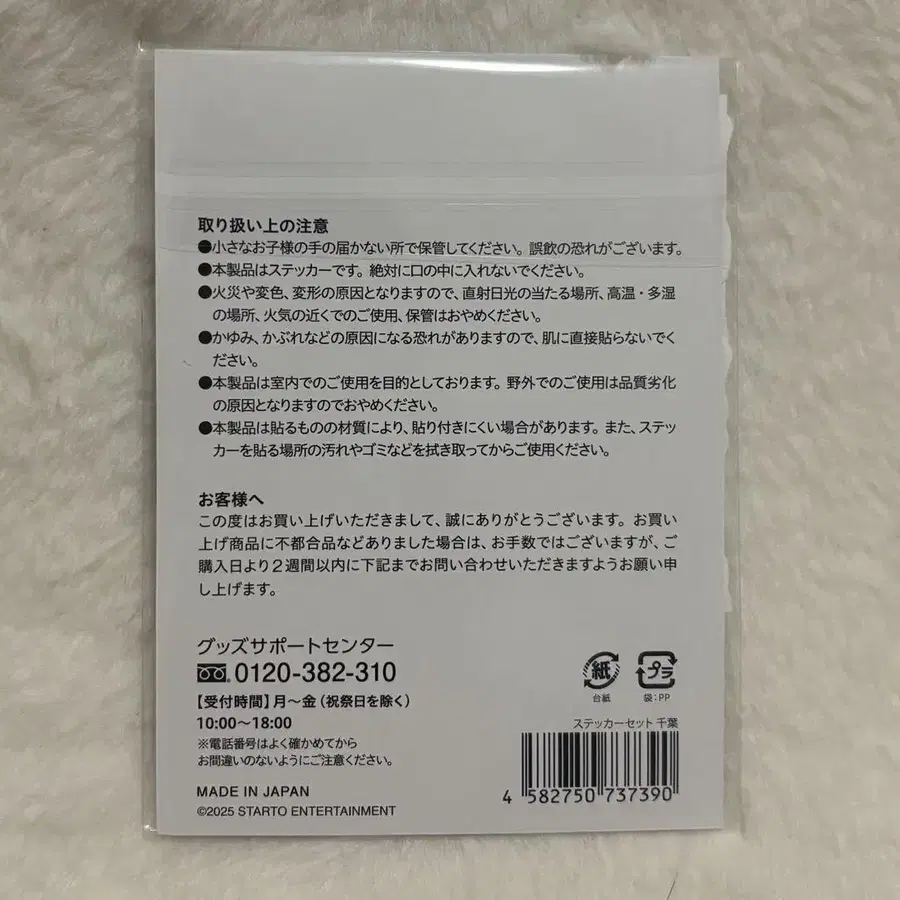 取り扱い上の注意
●小さなお子様の手の届かない所で保管してください。誤飲の恐れがございます。
●本製品はステッカーです。絶対に口の中に入れないでください。
●火災や変色、変形の原因となりますので、直射日光の当たる場所、高温・多湿
の場所、火気の近くでのご使用、保管はおやめください。
●かゆみ、かぶれなどの原因になる恐れがありますので、肌に直接貼らないでく
ださい。
●本製品は室内でのご使用を目的としております。野外でのご使用は品質劣化
の原因となりますのでおやめください。
●本製品は貼るものの材質により、貼り付きにくい場合があります。また、ステッ
カーを貼る場所の汚れやゴミなどを拭き取ってからご使用ください。
お客様へ
この度はお買い上げいただきまして、誠にありがとうございます。お買い
上げ商品に不都合品などありました場合は、お手数ではございますが、ご
購入日より2週間以内に下記までお問い合わせいただきますようお願い申
し上げます。
グッズサポートセンター
0120-382-310
【受付時間】月〜金(祝祭日を除く)
10:00〜18:00
※電話番号はよく確かめてから
お間違いのないようにご注意ください。
MADE IN JAPAN
©2025 STARTO ENTERTAINMENT
紙
台紙
プラ
袋:PP
ステッカーセット 千葉
4 582750 737390